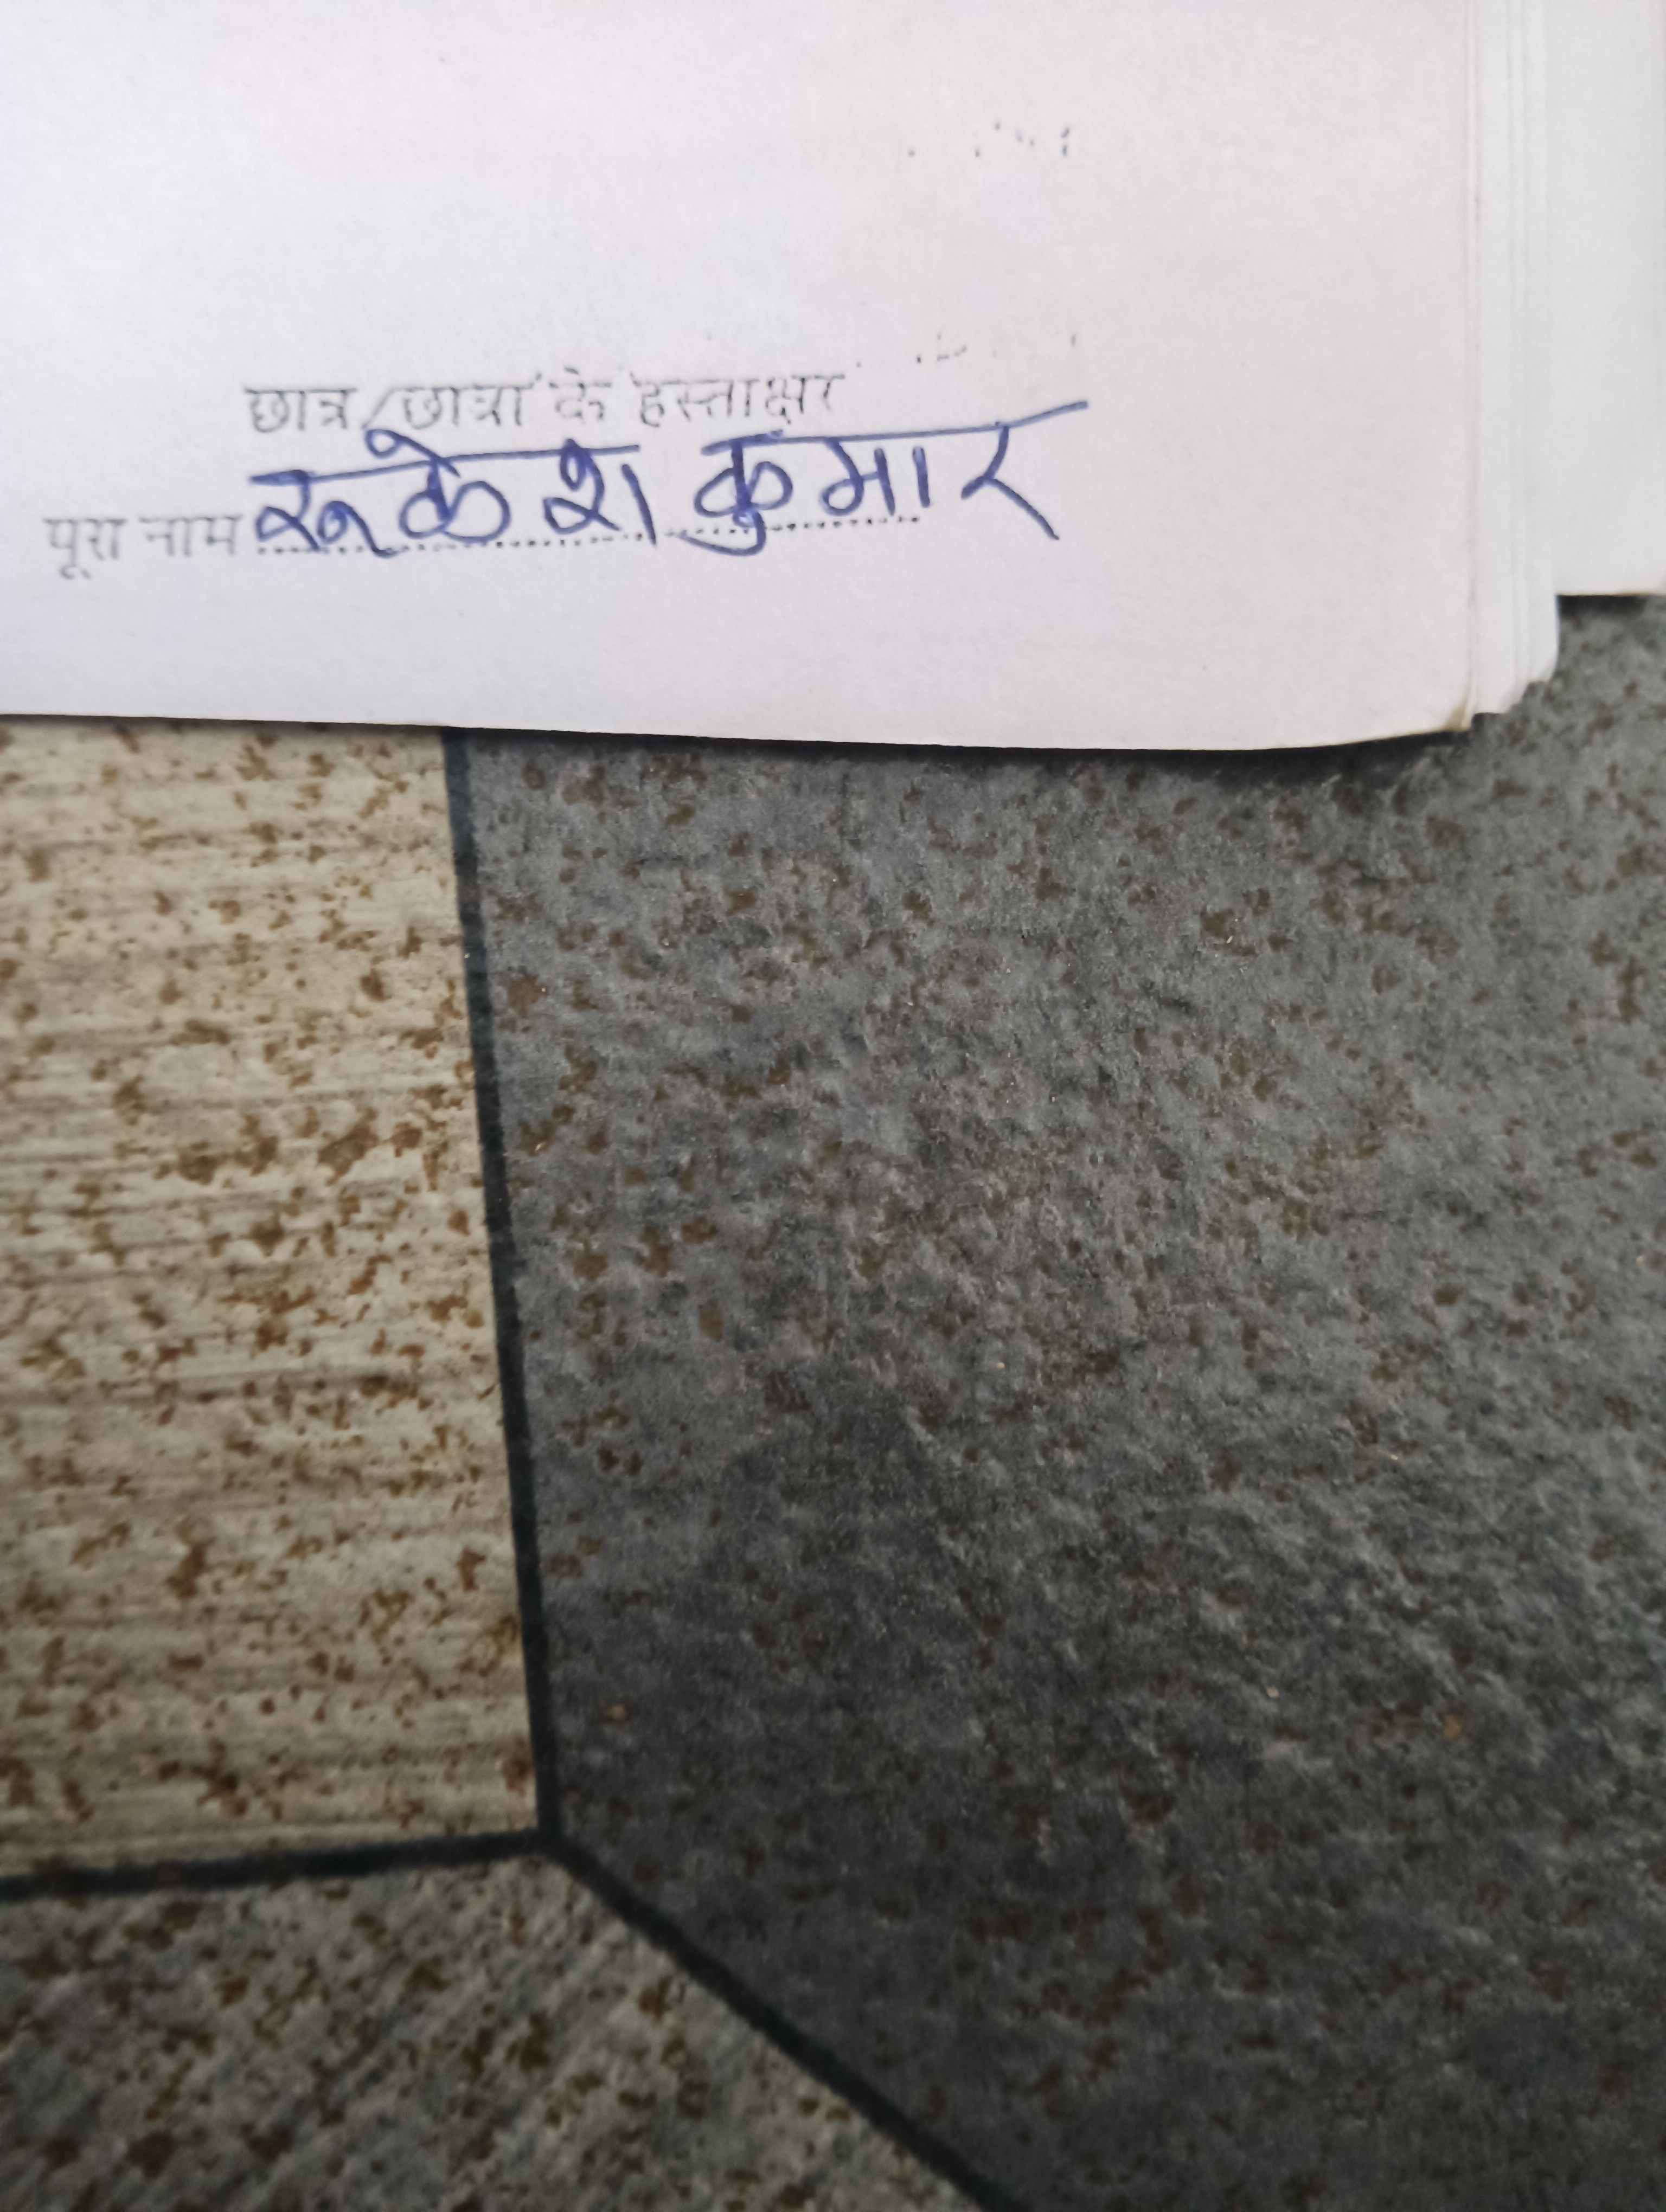 छात्र/छात्रा के हस्ताक्षर
पूरा नाम रूकेश कुमार